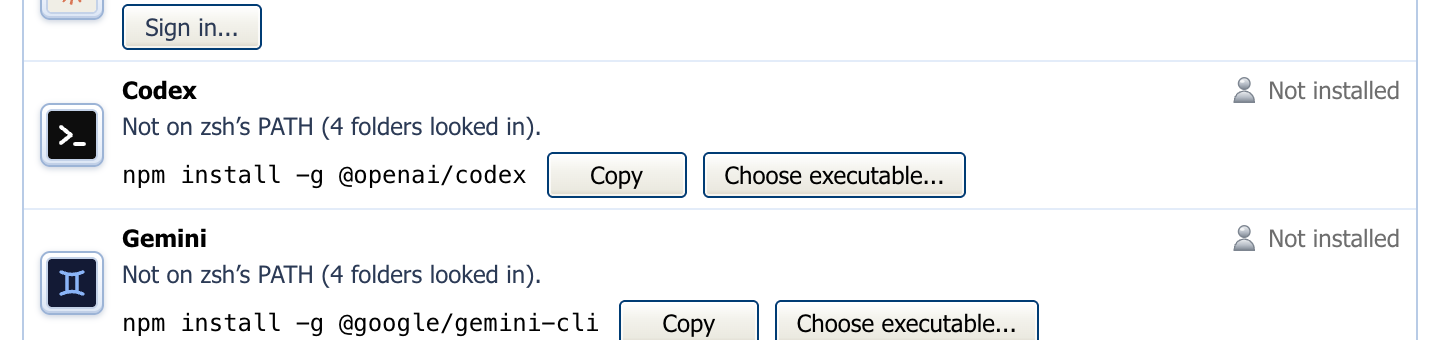 Sign in...
Codex
Not installed
Not on zsh’s PATH (4 folders looked in).
npm install -g @openai/codex Copy Choose executable...
Gemini
Not installed
Not on zsh’s PATH (4 folders looked in).
npm install -g @google/gemini-cli Copy Choose executable...